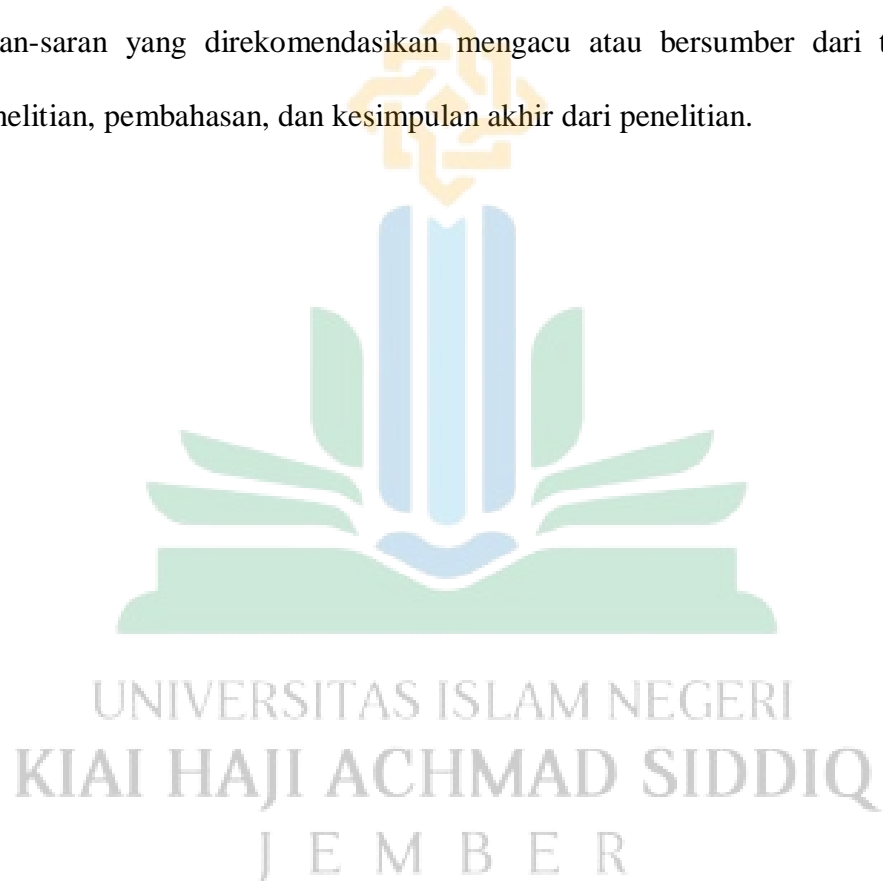 an-saran yang direkomendasikan mengacu atau bersumber dari t
nelitian, pembahasan, dan kesimpulan akhir dari penelitian.
UNIVERSITAS ISLAM NEGERI
KIAI HAJI ACHMAD SIDDIQ
JEMBER